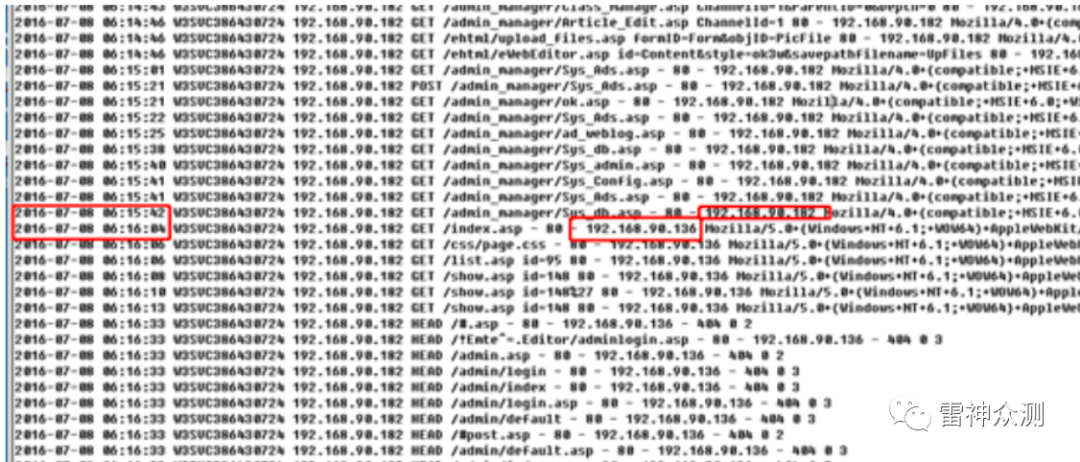 2016-07-08 06:14:43 W3SVC386430724 192.168.90.182 GET /admin_manager/Class_Manage.asp
2016-07-08 06:14:46 W3SVC386430724 192.168.90.182 GET /admin_manager/Article_Edit.asp ChannelId=1 80 - 192.168.90.182 Mozilla/4.0+(compatible;
2016-07-08 06:14:46 W3SVC386430724 192.168.90.182 GET /ehtml/upload_files.asp formID=Form&objID=PicFile 80 - 192.168.90.182 Mozilla/4.
2016-07-08 06:14:46 W3SVC386430724 192.168.90.182 GET /ehtml/eWebEditor.asp id=Content&style=ok3w&savepathfilename=UpFiles 80 - 192.16
2016-07-08 06:15:01 W3SVC386430724 192.168.90.182 GET /admin_manager/Sys_Ads.asp - 80 - 192.168.90.182 Mozilla/4.0+(compatible;+MSIE+
2016-07-08 06:15:21 W3SVC386430724 192.168.90.182 POST /admin_manager/Sys_Ads.asp - 80 - 192.168.90.182 Mozilla/4.0+(compatible;+MSIE
2016-07-08 06:15:21 W3SVC386430724 192.168.90.182 GET /admin_manager/ok.asp - 80 - 192.168.90.182 Mozilla/4.0+(compatible;+MSIE+6.0;+W
2016-07-08 06:15:22 W3SVC386430724 192.168.90.182 GET /admin_manager/Sys_Ads.asp - 80 - 192.168.90.182 Mozilla/4.0+(compatible;+MSIE+
2016-07-08 06:15:25 W3SVC386430724 192.168.90.182 GET /admin_manager/ad_weblog.asp - 80 - 192.168.90.182 Mozilla/4.0+(compatible;+MSI
2016-07-08 06:15:38 W3SVC386430724 192.168.90.182 GET /admin_manager/Sys_db.asp - 80 - 192.168.90.182 Mozilla/4.0+(compatible;+MSIE+6
2016-07-08 06:15:40 W3SVC386430724 192.168.90.182 GET /admin_manager/Sys_admin.asp - 80 - 192.168.90.182 Mozilla/4.0+(compatible;+MSI
2016-07-08 06:15:41 W3SVC386430724 192.168.90.182 GET /admin_manager/Sys_Config.asp - 80 - 192.168.90.182 Mozilla/4.0+(compatible;+MS
2016-07-08 06:15:41 W3SVC386430724 192.168.90.182 GET /admin_manager/Sys_Ads.asp - 80 - 192.168.90.182 Mozilla/4.0+(compatible;+MSIE+
2016-07-08 06:15:42 W3SVC386430724 192.168.90.182 GET /admin_manager/Sys_db.asp - 80 - 192.168.90.182 Mozilla/4.0+(compatible;+MSIE+6
2016-07-08 06:16:04 W3SVC386430724 192.168.90.182 GET /index.asp - 80 - 192.168.90.136 Mozilla/5.0+(Windows+NT+6.1;+WOW64)+AppleWebKit/
2016-07-08 06:16:06 W3SVC386430724 192.168.90.182 GET /css/page.css - 80 - 192.168.90.136 Mozilla/5.0+(Windows+NT+6.1;+WOW64)+AppleWebK
2016-07-08 06:16:06 W3SVC386430724 192.168.90.182 GET /list.asp id=95 80 - 192.168.90.136 Mozilla/5.0+(Windows+NT+6.1;+WOW64)+AppleWebK
2016-07-08 06:16:08 W3SVC386430724 192.168.90.182 GET /show.asp id=148 80 - 192.168.90.136 Mozilla/5.0+(Windows+NT+6.1;+WOW64)+AppleWeb
2016-07-08 06:16:10 W3SVC386430724 192.168.90.182 GET /show.asp id=148%27 80 - 192.168.90.136 Mozilla/5.0+(Windows+NT+6.1;+WOW64)+Apple
2016-07-08 06:16:13 W3SVC386430724 192.168.90.182 GET /show.asp id=148 80 - 192.168.90.136 Mozilla/5.0+(Windows+NT+6.1;+WOW64)+AppleWeb
2016-07-08 06:16:33 W3SVC386430724 192.168.90.182 HEAD /#.asp - 80 - 192.168.90.136 - 404 0 2
2016-07-08 06:16:33 W3SVC386430724 192.168.90.182 HEAD /!Emte^=.Editor/adminlogin.asp - 80 - 192.168.90.136 - 404 0 3
2016-07-08 06:16:33 W3SVC386430724 192.168.90.182 HEAD /admin.asp - 80 - 192.168.90.136 - 404 0 2
2016-07-08 06:16:33 W3SVC386430724 192.168.90.182 HEAD /admin/login - 80 - 192.168.90.136 - 404 0 3
2016-07-08 06:16:33 W3SVC386430724 192.168.90.182 HEAD /admin/index - 80 - 192.168.90.136 - 404 0 3
2016-07-08 06:16:33 W3SVC386430724 192.168.90.182 HEAD /admin/login.asp - 80 - 192.168.90.136 - 404 0 3
2016-07-08 06:16:33 W3SVC386430724 192.168.90.182 HEAD /admin/default - 80 - 192.168.90.136 - 404 0 3
2016-07-08 06:16:33 W3SVC386430724 192.168.90.182 HEAD /#post.asp - 80 - 192.168.90.136 - 404 0 2
2016-07-08 06:16:33 W3SVC386430724 192.168.90.182 HEAD /admin/default.asp - 80 - 192.168.90.136 - 404 0 3
雷神众测